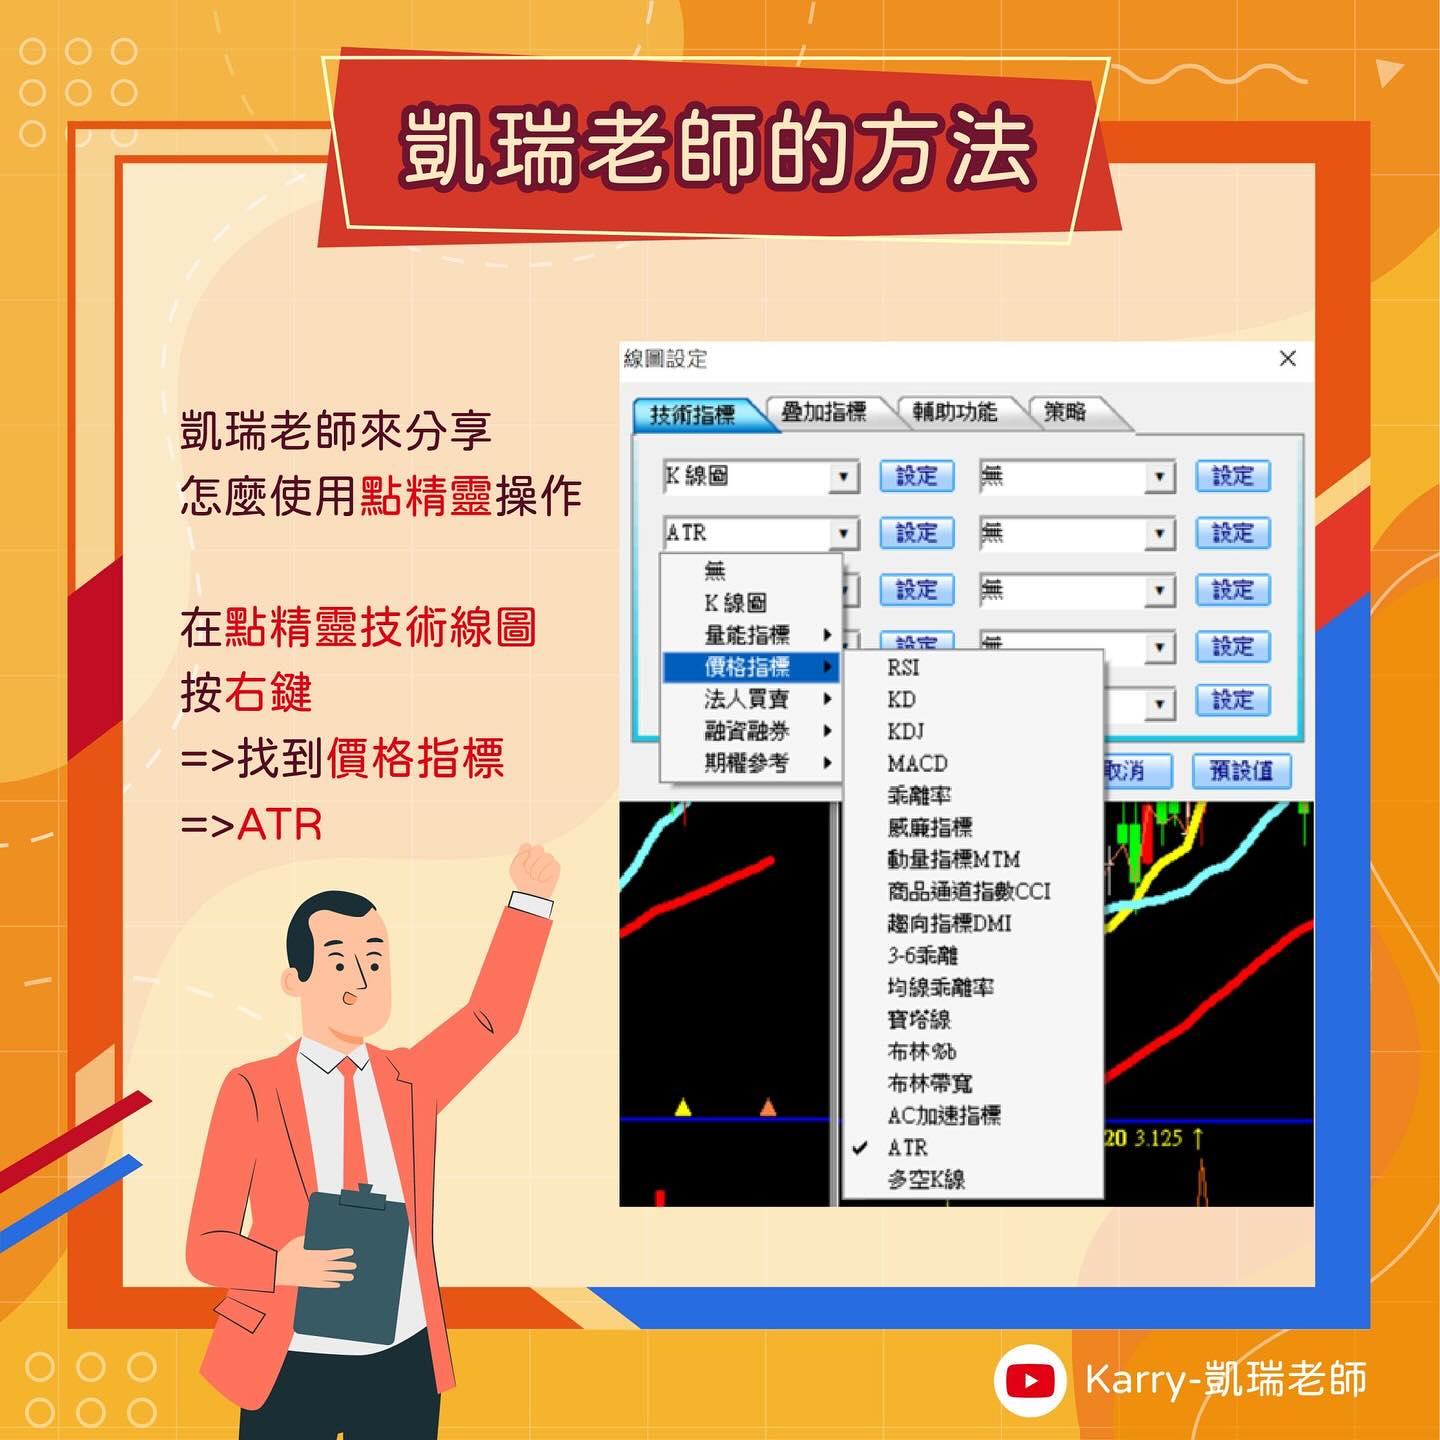 凱瑞老師的方法
凱瑞老師來分享
怎麼使用點精靈操作
在點精靈技術線圖
按右鍵
=>找到價格指標
=>ATR
線圖設定
技術指標 疊加指標 輔助功能 策略
K線圖 設定 無 設定
ATR 設定 無 設定
設定 無 設定
設定 無 設定
設定
無
K線圖
量能指標
價格指標
法人買賣
融資融券
期權參考
取消 預設值
RSI
KD
KDJ
MACD
乖離率
威廉指標
動量指標MTM
商品通道指數CCI
趨向指標DMI
3-6乖離
均線乖離率
寶塔線
布林%b
布林帶寬
AC加速指標
ATR
多空K線
20 3.125 ↑
Karry-凱瑞老師